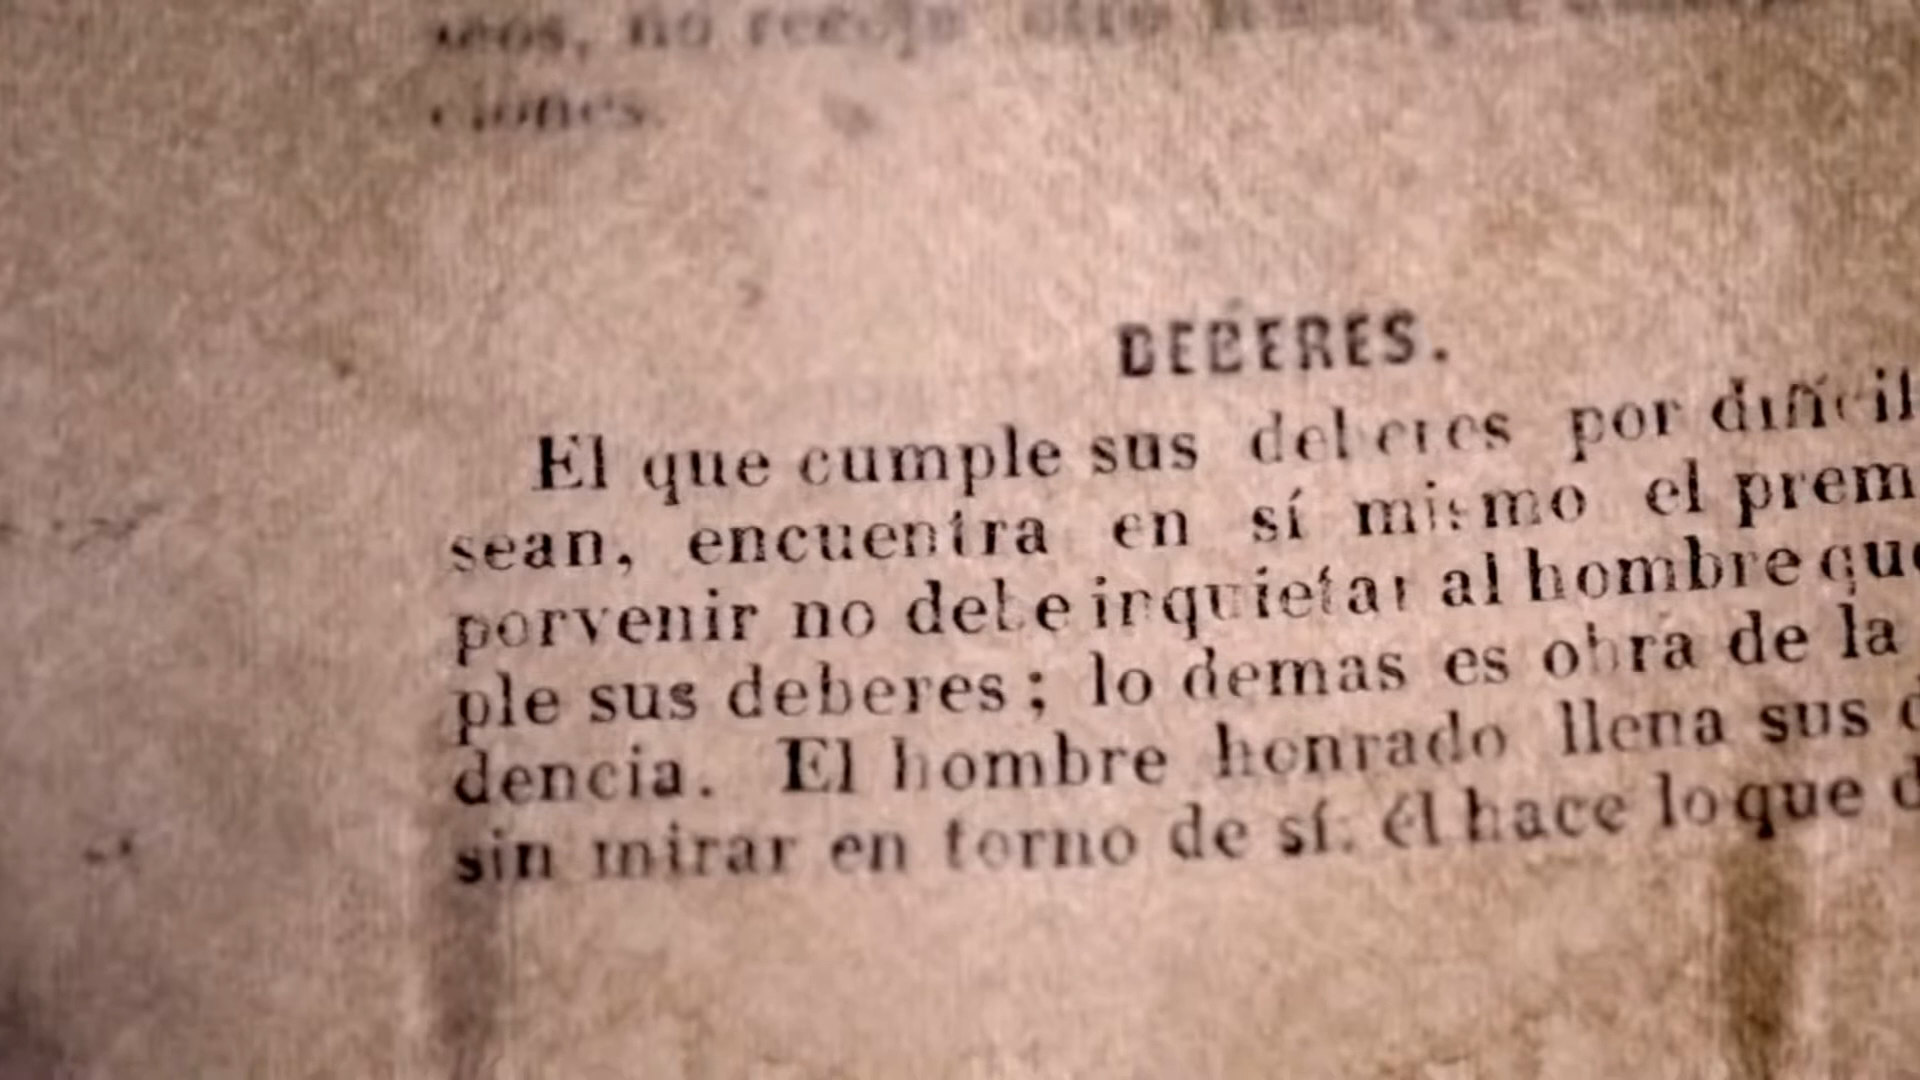 no
ciones.
DEBERES.
El que cumple sus deberes por difícil
sean, encuentra en sí mismo el prem
porvenir no debe inquietar al hombre que
ple sus deberes; lo demas es obra de la
dencia. El hombre honrado llena sus d
sin mirar en torno de sí: él hace lo que d